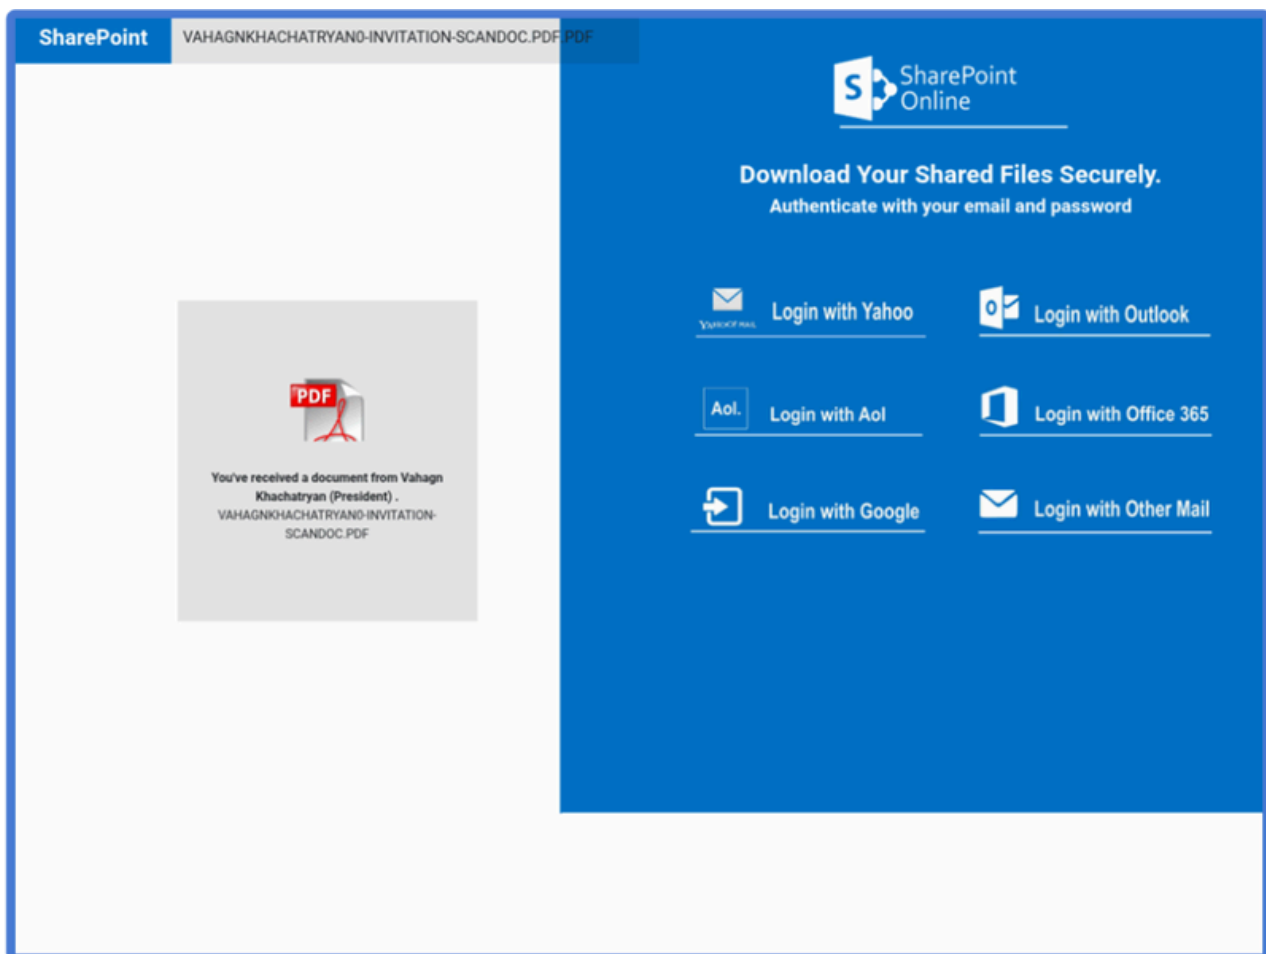 SharePoint
VAHAGNKHACHATRYAN0-INVITATION-SCANDOC.PDF.PDF
SharePoint
Online
Download Your Shared Files Securely.
Authenticate with your email and password
Login with Yahoo
Login with Outlook
Aol.
Login with Aol
Login with Office 365
Login with Google
Login with Other Mail
PDF
You've received a document from Vahagn
Khachatryan (President) .
VAHAGNKHACHATRYAN0-INVITATION-
SCANDOC.PDF